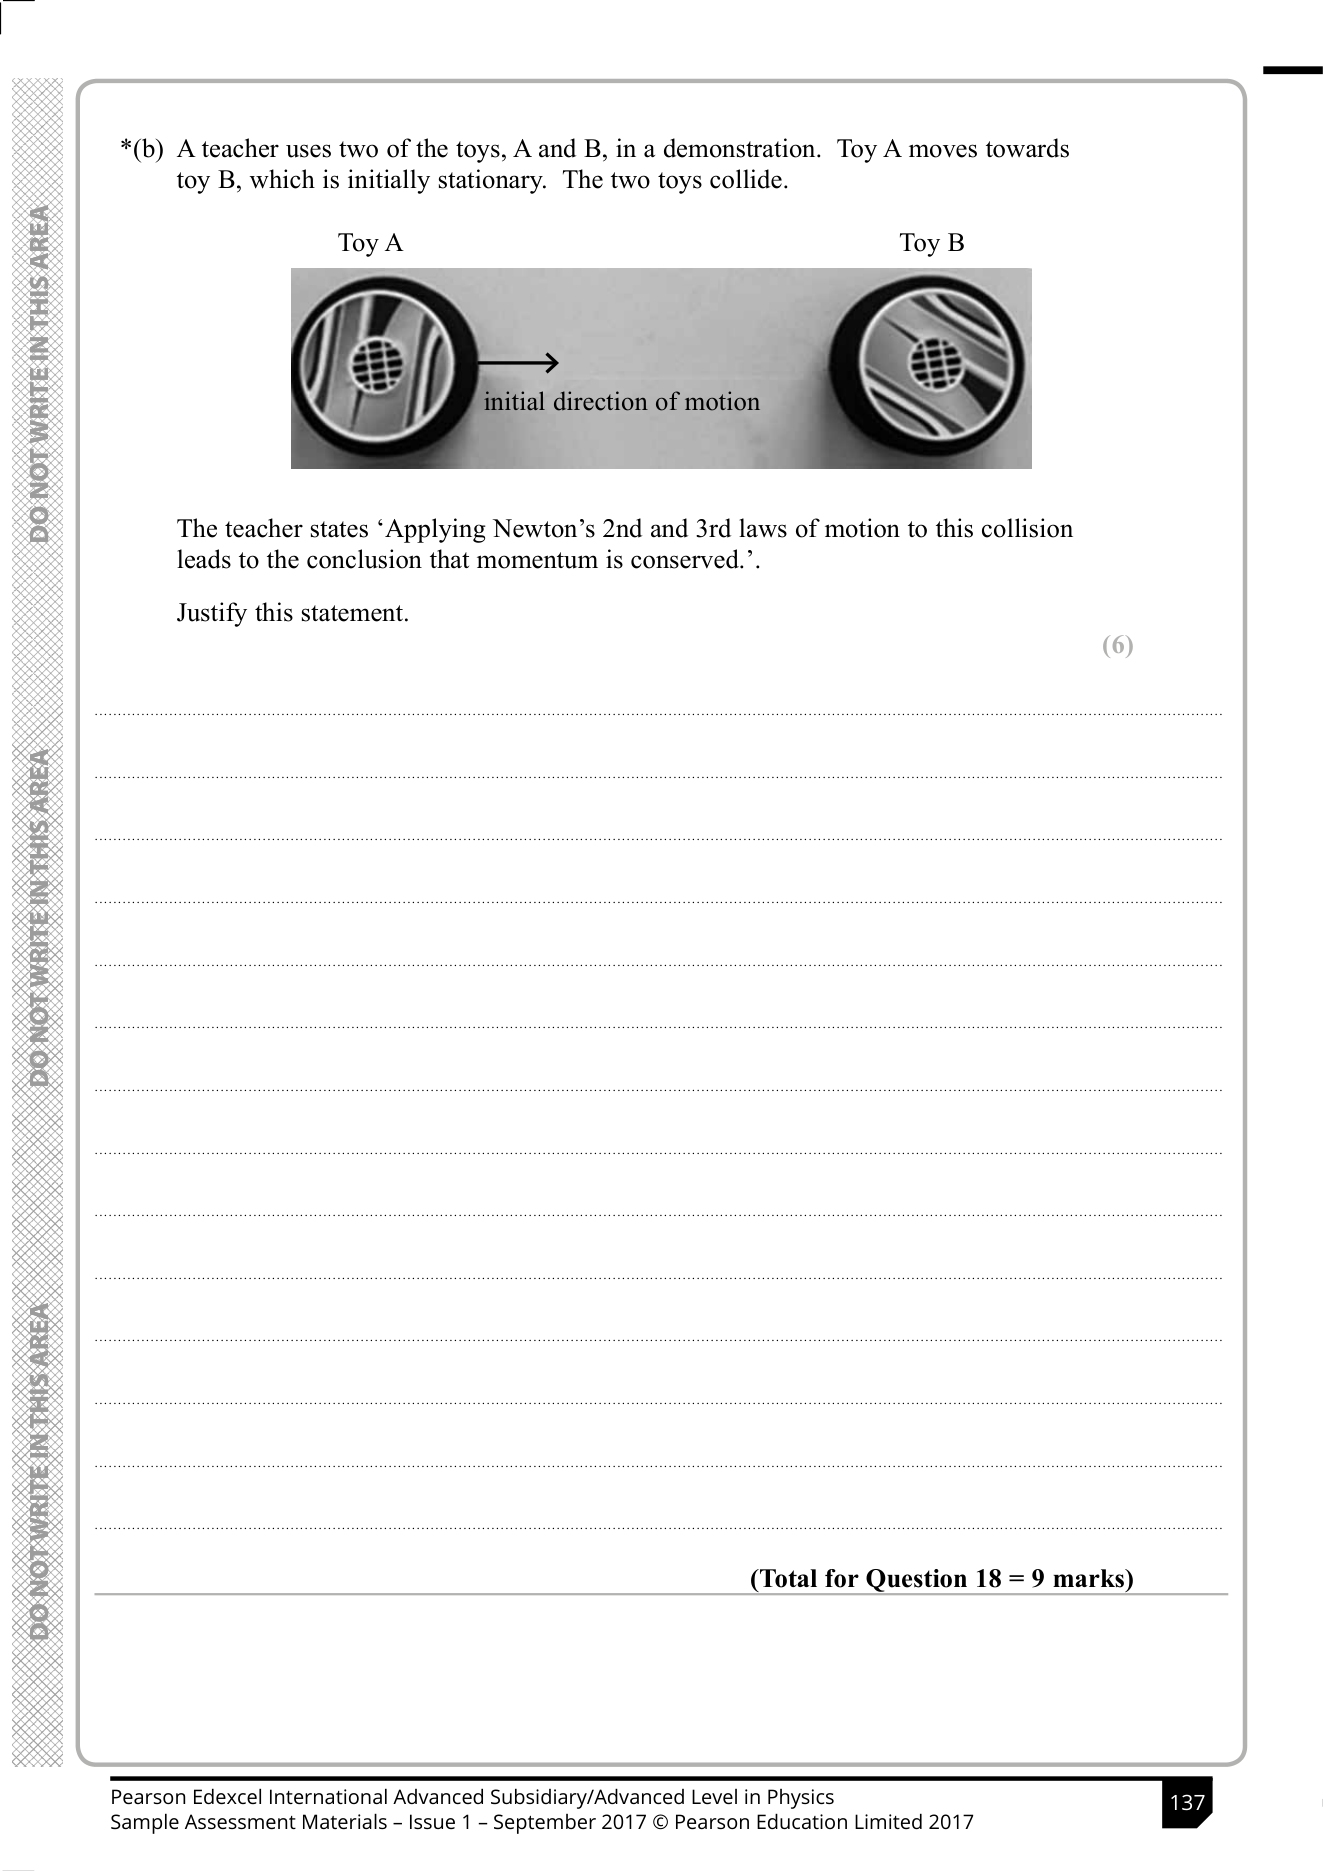 *(b) A teacher uses two of the toys, A and B, in a demonstration. Toy A moves towards
toy B, which is initially stationary. The two toys collide.
Toy A
Toy B
initial direction of motion
The teacher states ‘Applying Newton’s 2nd and 3rd laws of motion to this collision
leads to the conclusion that momentum is conserved.’.
Justify this statement.
(6)
(Total for Question 18 = 9 marks)
DO NOT WRITE IN THIS AREA
DO NOT WRITE IN THIS AREA
DO NOT WRITE IN THIS AREA
Pearson Edexcel International Advanced Subsidiary/Advanced Level in Physics
Sample Assessment Materials – Issue 1 – September 2017 © Pearson Education Limited 2017
137